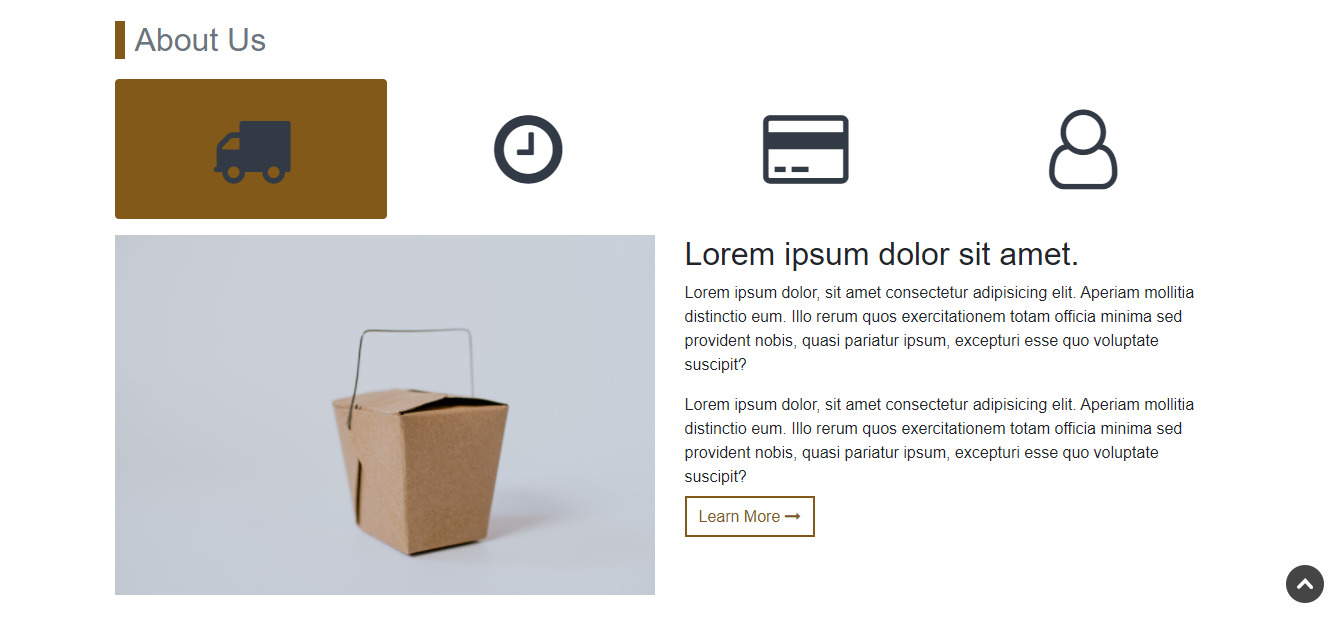 About Us
Lorem ipsum dolor sit amet.
Lorem ipsum dolor, sit amet consectetur adipisicing elit. Aperiam mollitia
distinctio eum. Illo rerum quos exercitationem totam officia minima sed
provident nobis, quasi pariatur ipsum, excepturi esse quo voluptate
suscipit?
Lorem ipsum dolor, sit amet consectetur adipisicing elit. Aperiam mollitia
distinctio eum. Illo rerum quos exercitationem totam officia minima sed
provident nobis, quasi pariatur ipsum, excepturi esse quo voluptate
suscipit?
Learn More